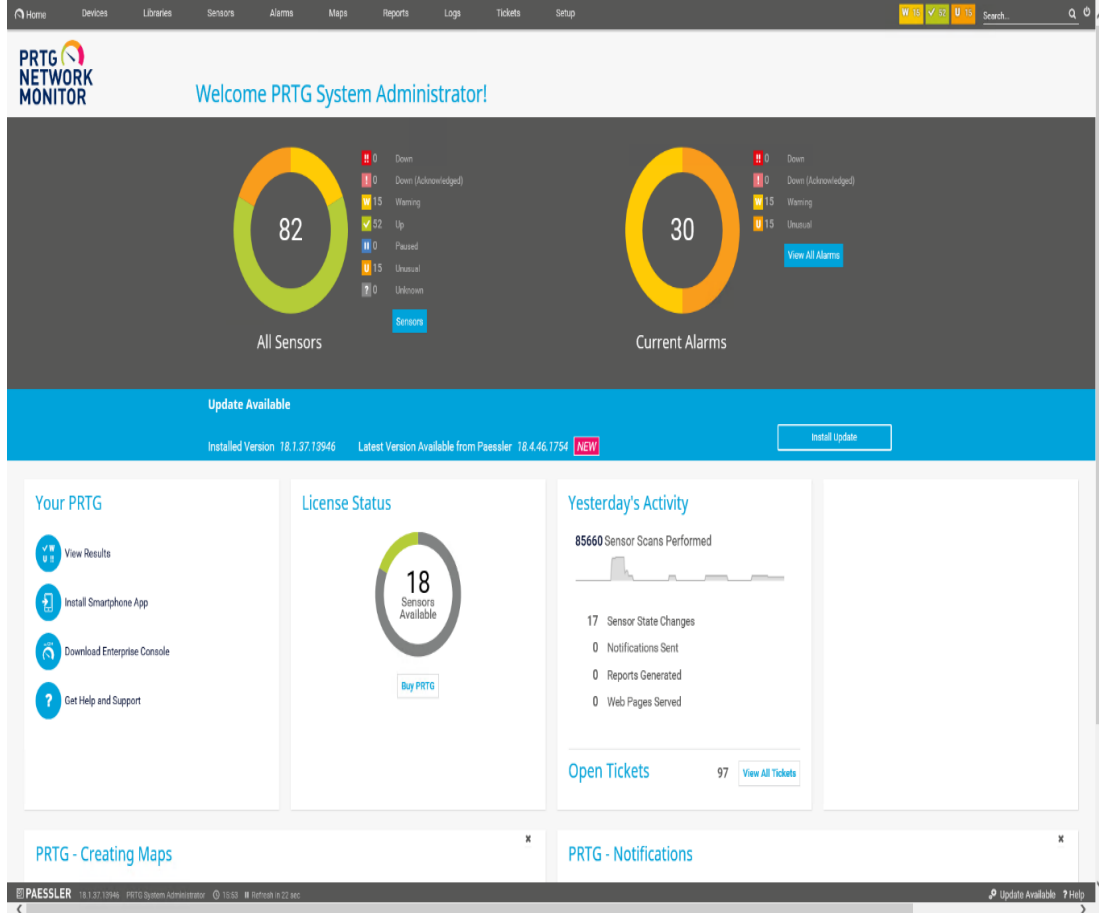 Home Devices Libraries Sensors Alarms Maps Reports Logs Tickets Setup W 15 52 U 15 Search...
PRTG
NETWORK
MONITOR
Welcome PRTG System Administrator!
82
All Sensors
!! 0 Down
! 0 Down (Acknowledged)
W 15 Warning
52 Up
0 Paused
U 15 Unusual
? 0 Unknown
Sensors
30
Current Alarms
!! 0 Down
! 0 Down (Acknowledged)
W 15 Warning
U 15 Unusual
View All Alarms
Update Available
Installed Version 18.1.37.13946 Latest Version Available from Paessler 18.4.46.1754 NEW
Install Update
Your PRTG
View Results
Install Smartphone App
Download Enterprise Console
? Get Help and Support
License Status
18
Sensors
Available
Buy PRTG
Yesterday's Activity
85660 Sensor Scans Performed
17 Sensor State Changes
0 Notifications Sent
0 Reports Generated
0 Web Pages Served
Open Tickets 97 View All Tickets
PRTG - Creating Maps x
PRTG - Notifications x
PAESSLER 18.1.37.13946 PRTG System Administrator 15:53 Refresh in 22 sec Update Available ? Help